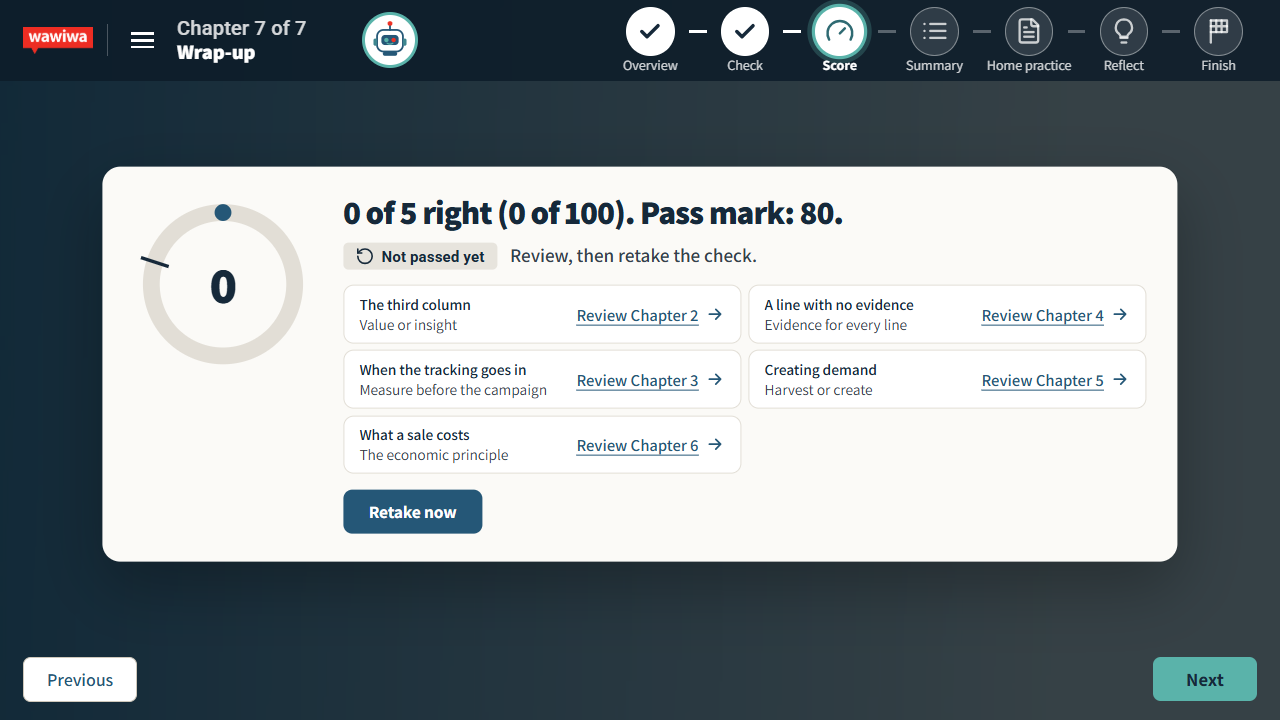 wawiwa
Chapter 7 of 7
Wrap-up
Overview
Check
Score
Summary
Home practice
Reflect
Finish
0
0 of 5 right (0 of 100). Pass mark: 80.
Not passed yet
Review, then retake the check.
The third column
Value or insight
Review Chapter 2
A line with no evidence
Evidence for every line
Review Chapter 4
When the tracking goes in
Measure before the campaign
Review Chapter 3
Creating demand
Harvest or create
Review Chapter 5
What a sale costs
The economic principle
Review Chapter 6
Retake now
Previous
Next